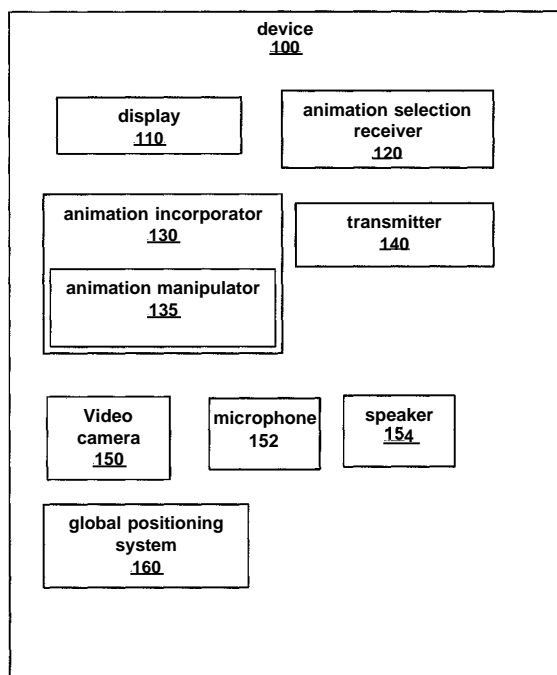 device
100
display
110
animation selection
receiver
120
animation incorporator
130
transmitter
140
animation manipulator
135
Video
camera
150
microphone
152
speaker
154
global positioning
system
160